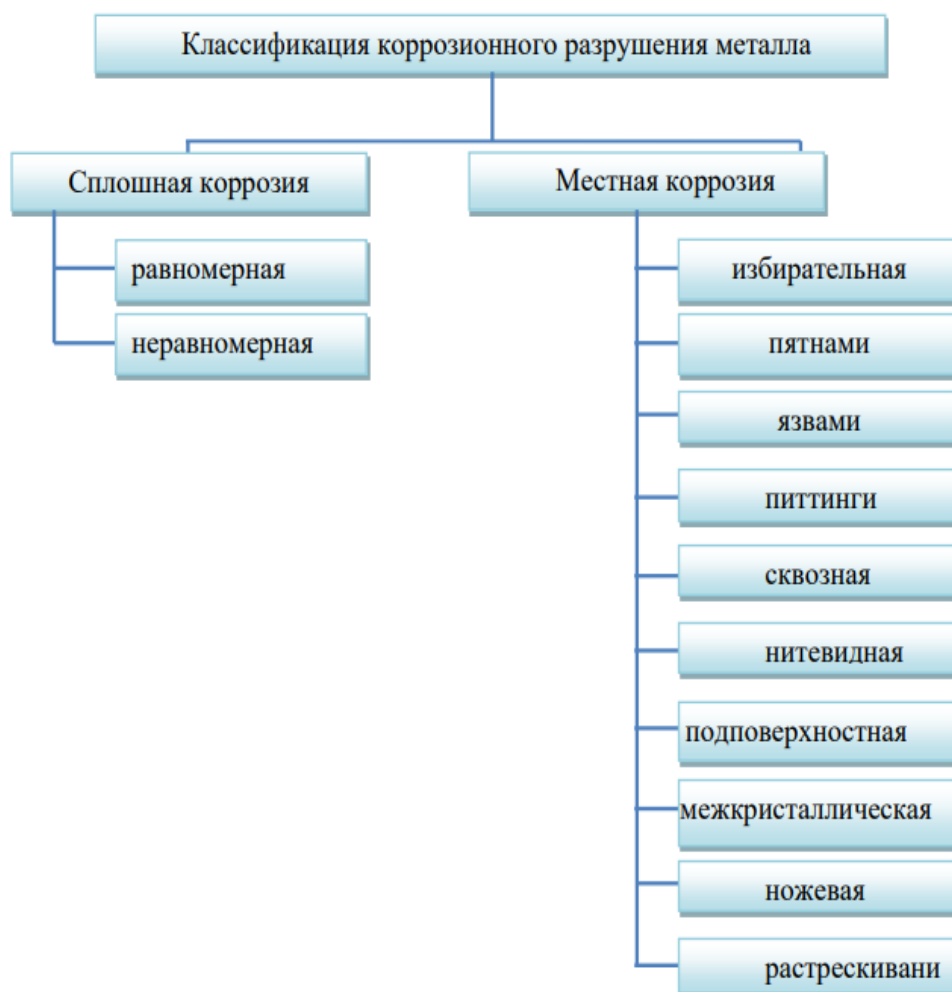 Классификация коррозионного разрушения металла
Сплошная коррозия
равномерная
неравномерная
Местная коррозия
избирательная
пятнами
язвами
питтинги
сквозная
нитевидная
подповерхностная
межкристаллическая
ножевая
растрескивани